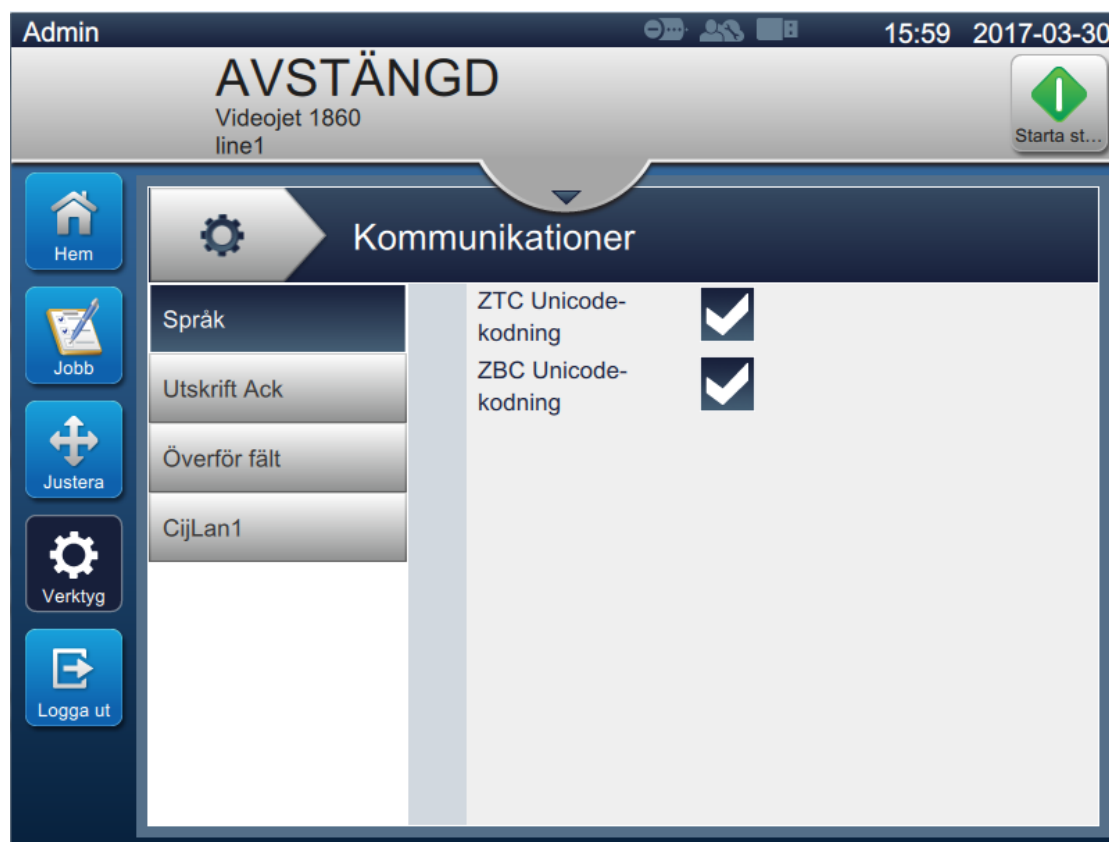 Admin
15:59 2017-03-30
AVSTÄNGD
Videojet 1860
line1
Starta st...
Hem
Jobb
Justera
Verktyg
Logga ut
Kommunikationer
Språk
Utskrift Ack
Överför fält
CijLan1
ZTC Unicode-
kodning
ZBC Unicode-
kodning